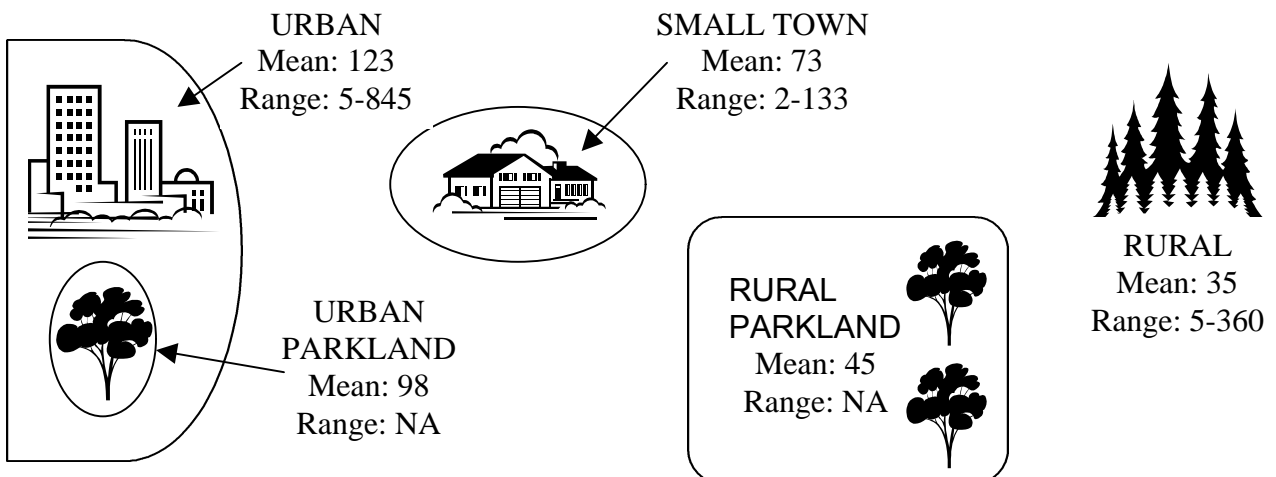 URBAN
Mean: 123
Range: 5-845
SMALL TOWN
Mean: 73
Range: 2-133
URBAN
PARKLAND
Mean: 98
Range: NA
RURAL
PARKLAND
Mean: 45
Range: NA
RURAL
Mean: 35
Range: 5-360